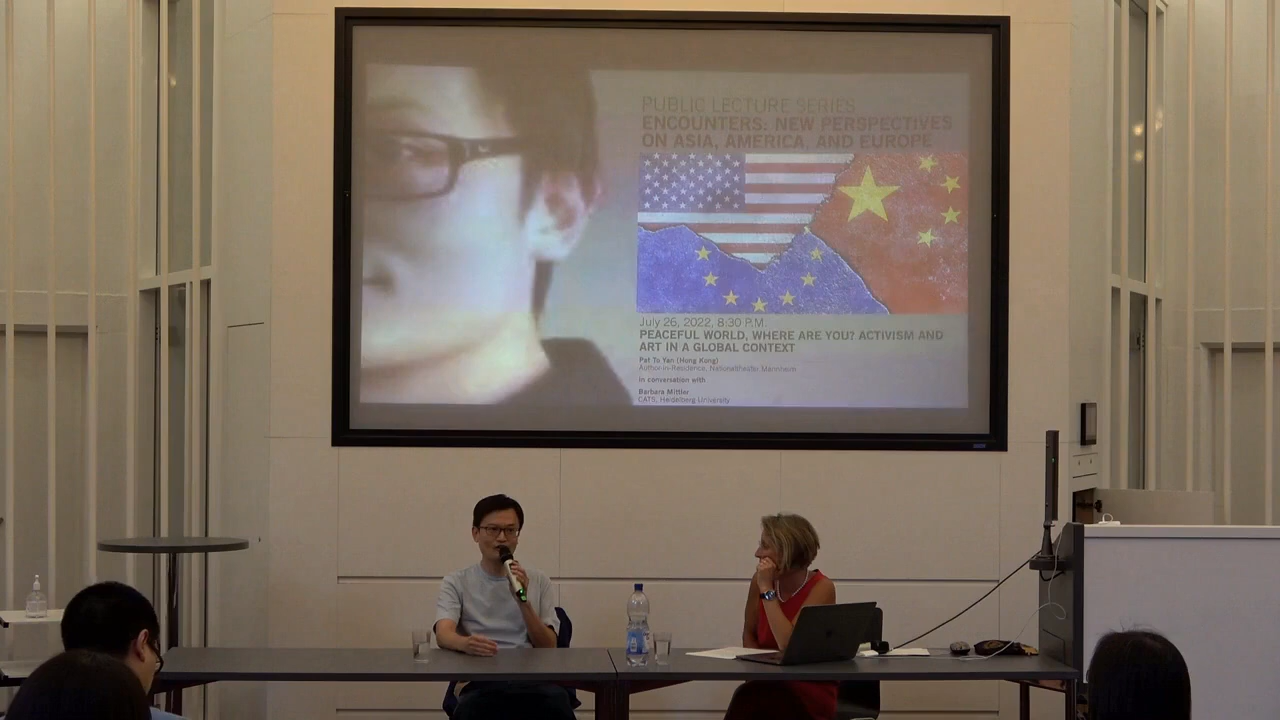 PUBLIC LECTURE SERIES
ENCOUNTERS: NEW PERSPECTIVES
ON ASIA, AMERICA, AND EUROPE
July 26, 2022, 8:30 P.M.
PEACEFUL WORLD, WHERE ARE YOU? ACTIVISM AND
ART IN A GLOBAL CONTEXT
Pat To Yan (Hong Kong)
Author-in-Residence, Nationaltheater Mannheim
in conversation with
Barbara Mittler
CATS, Heidelberg University